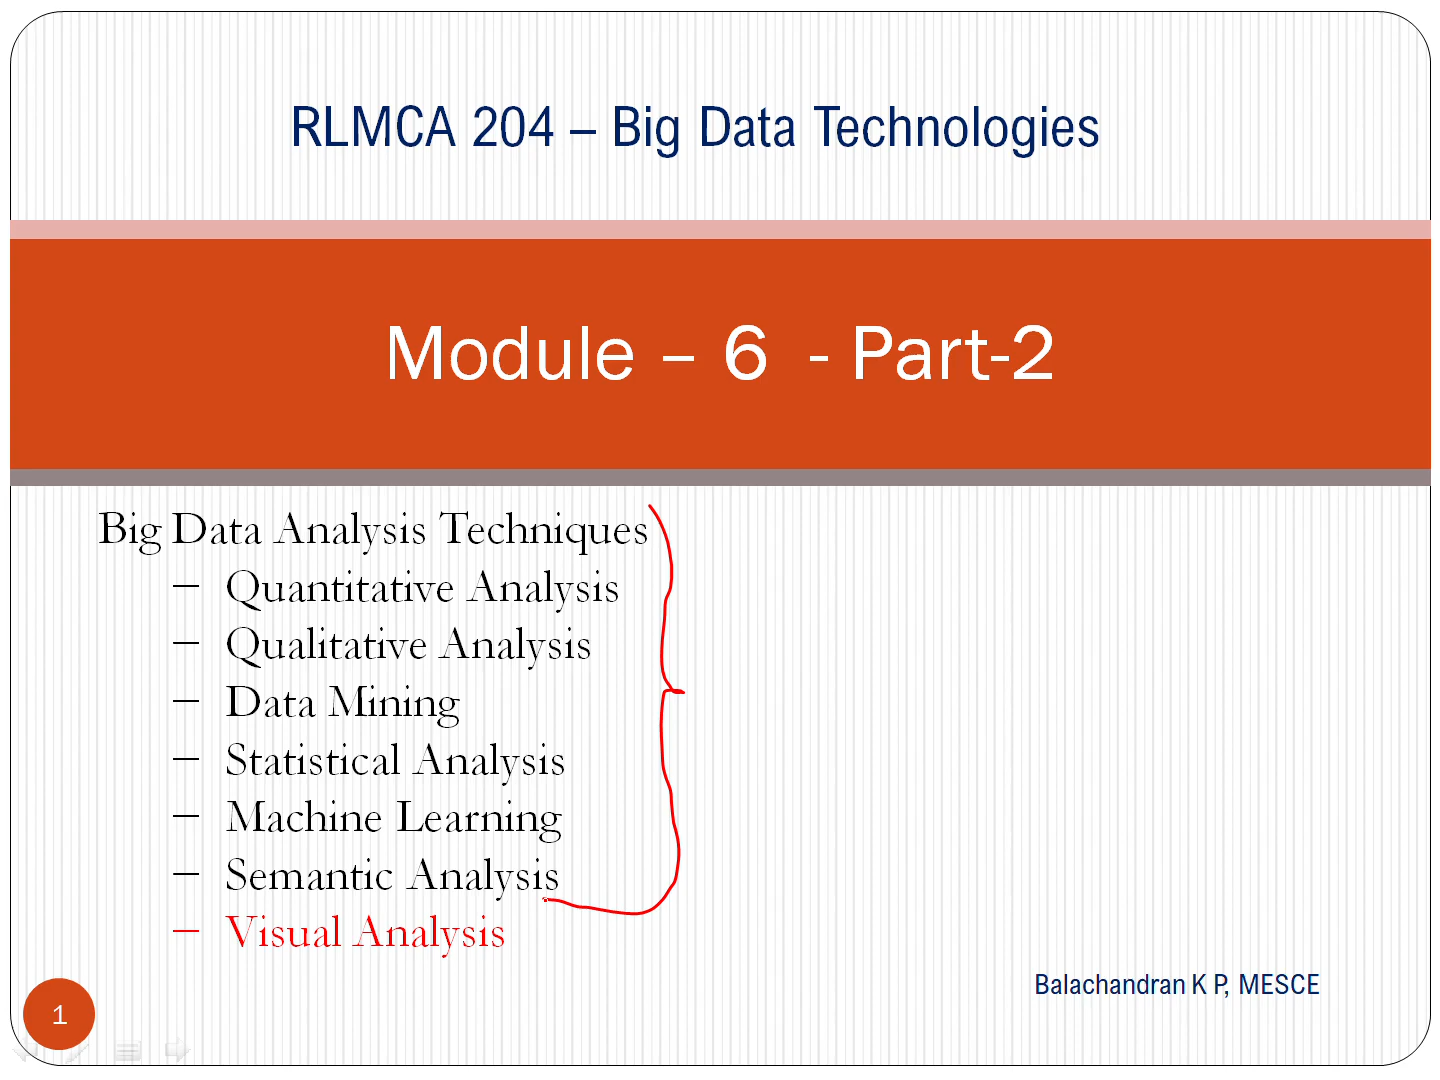 RLMCA 204 – Big Data Technologies
Module – 6 - Part-2
Big Data Analysis Techniques
– Quantitative Analysis
– Qualitative Analysis
– Data Mining
– Statistical Analysis
– Machine Learning
– Semantic Analysis
– Visual Analysis
Balachandran K P, MESCE
1